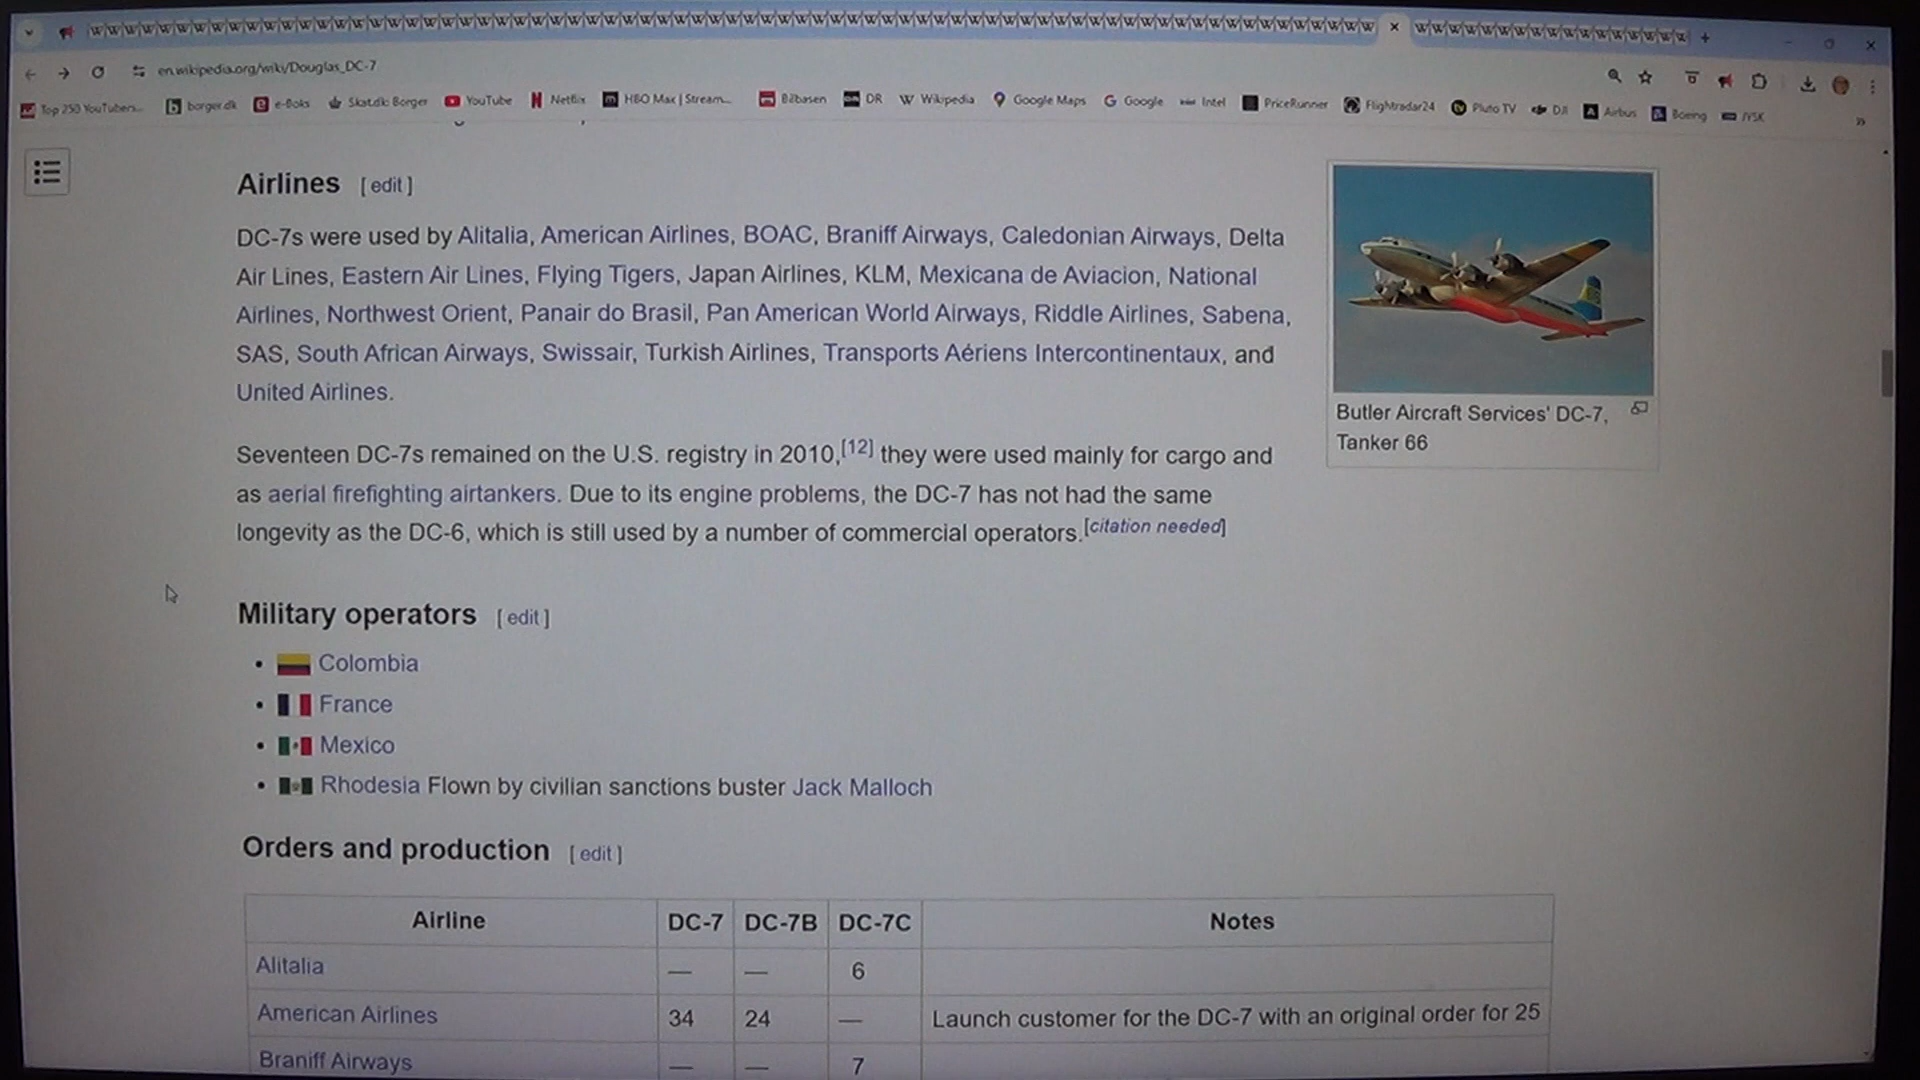 en.wikipedia.org/wiki/Douglas_DC-7
Top 250 YouTubers... borger.dk e-Boks Skat.dk: Borger YouTube Netflix HBO Max | Stream... Bilbasen DR Wikipedia Google Maps Google Intel PriceRunner Flightradar24 Pluto TV DJI Airbus Boeing JYSK »
Airlines [ edit ]
DC-7s were used by Alitalia, American Airlines, BOAC, Braniff Airways, Caledonian Airways, Delta
Air Lines, Eastern Air Lines, Flying Tigers, Japan Airlines, KLM, Mexicana de Aviacion, National
Airlines, Northwest Orient, Panair do Brasil, Pan American World Airways, Riddle Airlines, Sabena,
SAS, South African Airways, Swissair, Turkish Airlines, Transports Aériens Intercontinentaux, and
United Airlines.
Butler Aircraft Services' DC-7,
Tanker 66
Seventeen DC-7s remained on the U.S. registry in 2010,[12] they were used mainly for cargo and
as aerial firefighting airtankers. Due to its engine problems, the DC-7 has not had the same
longevity as the DC-6, which is still used by a number of commercial operators.[citation needed]
Military operators [ edit ]
• Colombia
• France
• Mexico
• Rhodesia Flown by civilian sanctions buster Jack Malloch
Orders and production [ edit ]
Airline DC-7 DC-7B DC-7C Notes
Alitalia — — 6
American Airlines 34 24 — Launch customer for the DC-7 with an original order for 25
Braniff Airways — — 7